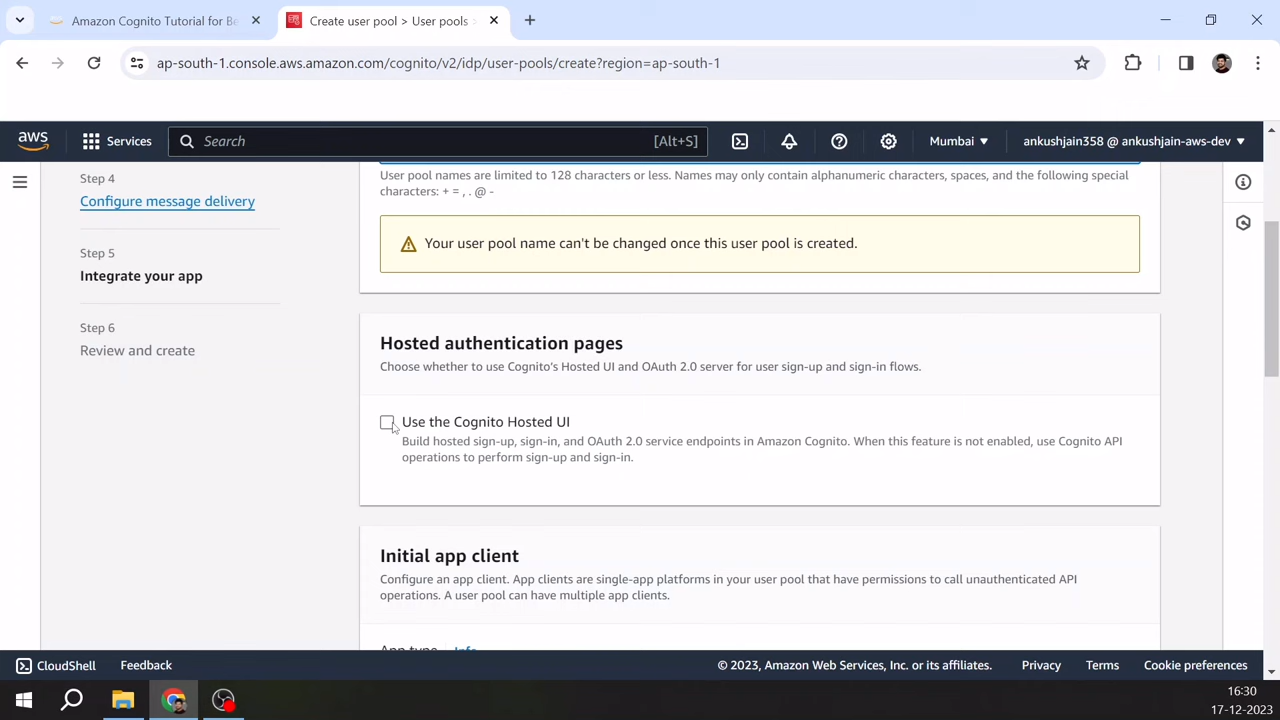 Amazon Cognito Tutorial for Be
Create user pool > User pools >
ap-south-1.console.aws.amazon.com/cognito/v2/idp/user-pools/create?region=ap-south-1
aws
Services
Search
[Alt+S]
Mumbai
ankushjain358 @ ankushjain-aws-dev
Step 4
Configure message delivery
Step 5
Integrate your app
Step 6
Review and create
User pool names are limited to 128 characters or less. Names may only contain alphanumeric characters, spaces, and the following special
characters: + = , . @ -
Your user pool name can't be changed once this user pool is created.
Hosted authentication pages
Choose whether to use Cognito's Hosted UI and OAuth 2.0 server for user sign-up and sign-in flows.
Use the Cognito Hosted UI
Build hosted sign-up, sign-in, and OAuth 2.0 service endpoints in Amazon Cognito. When this feature is not enabled, use Cognito API
operations to perform sign-up and sign-in.
Initial app client
Configure an app client. App clients are single-app platforms in your user pool that have permissions to call unauthenticated API
operations. A user pool can have multiple app clients.
App type Info
CloudShell
Feedback
© 2023, Amazon Web Services, Inc. or its affiliates.
Privacy
Terms
Cookie preferences
16:30
17-12-2023